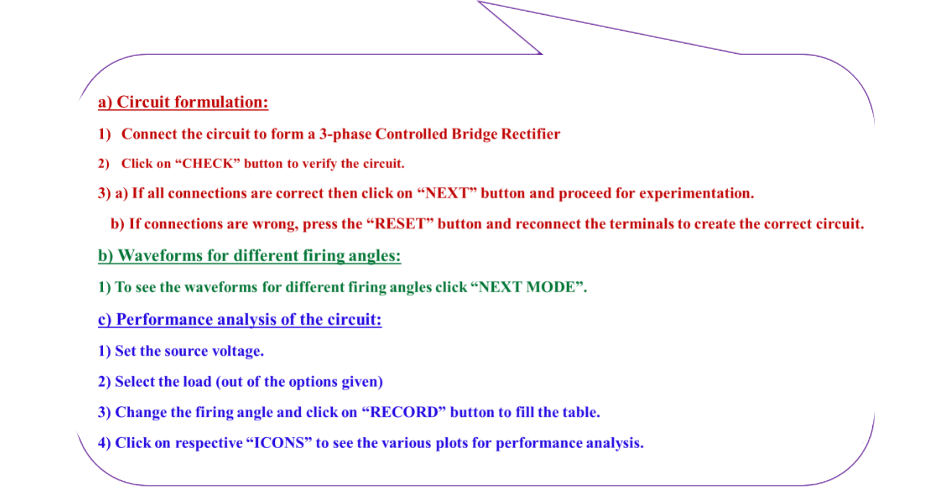 a) Circuit formulation:
1) Connect the circuit to form a 3-phase Controlled Bridge Rectifier
2) Click on “CHECK” button to verify the circuit.
3) a) If all connections are correct then click on “NEXT” button and proceed for experimentation.
b) If connections are wrong, press the “RESET” button and reconnect the terminals to create the correct circuit.
b) Waveforms for different firing angles:
1) To see the waveforms for different firing angles click “NEXT MODE”.
c) Performance analysis of the circuit:
1) Set the source voltage.
2) Select the load (out of the options given)
3) Change the firing angle and click on “RECORD” button to fill the table.
4) Click on respective “ICONS” to see the various plots for performance analysis.